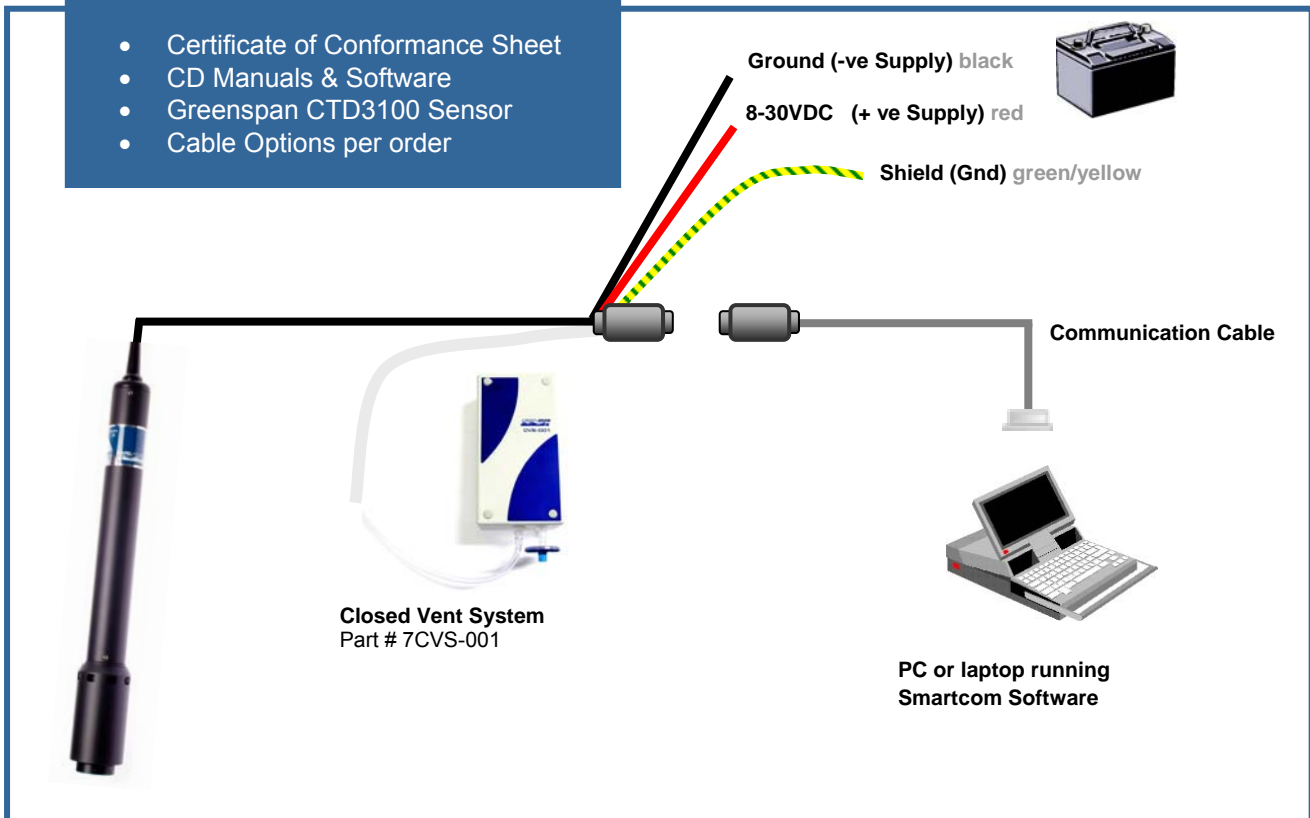 • Certificate of Conformance Sheet
• CD Manuals & Software
• Greenspan CTD3100 Sensor
• Cable Options per order
Ground (-ve Supply) black
8-30VDC (+ ve Supply) red
Shield (Gnd) green/yellow
Communication Cable
CVS-001
Closed Vent System
Part # 7CVS-001
PC or laptop running
Smartcom Software